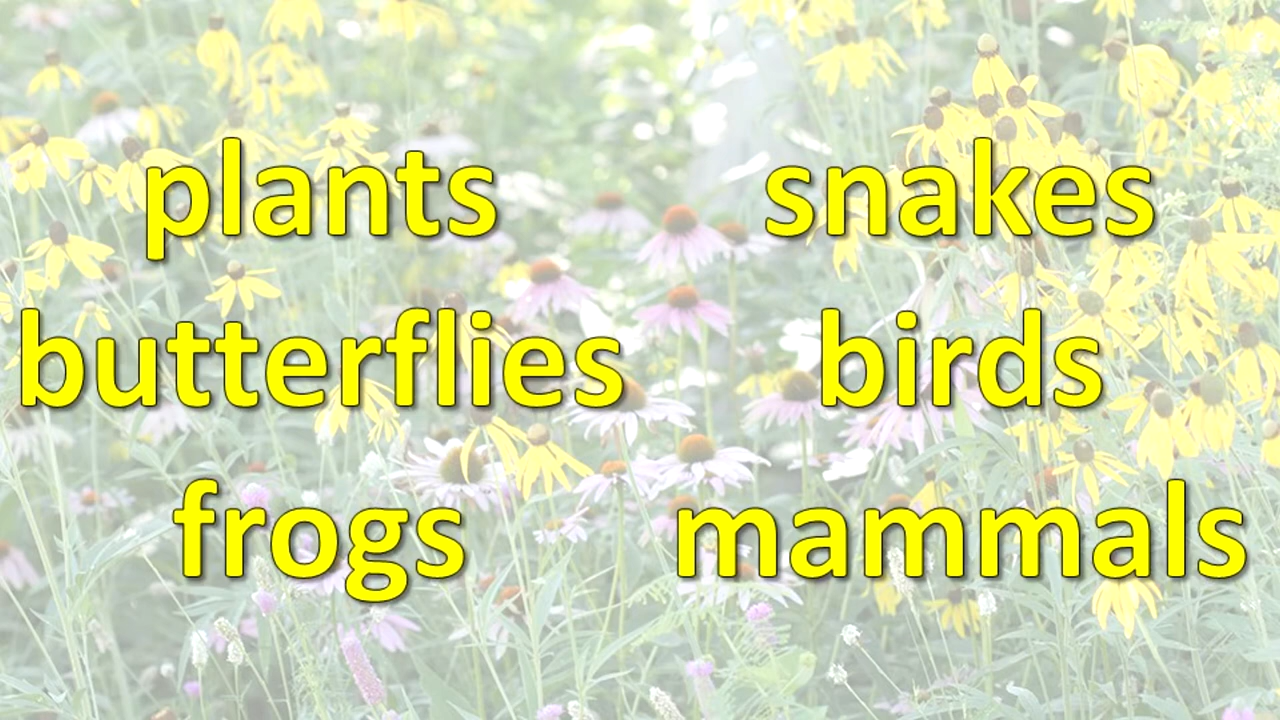 plants
butterflies
frogs
snakes
birds
mammals